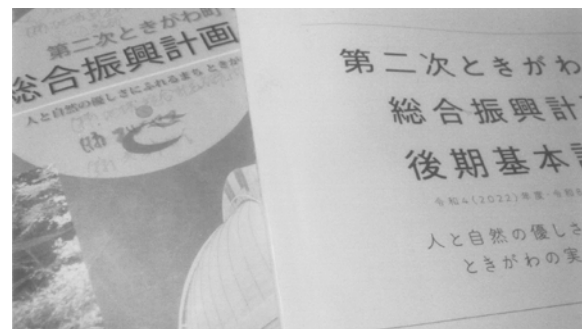 第二次ときがわ町
総合振興計画
人と自然の優しさにふれるまち ときが
第二次ときがわ
総合振興計
後期基本
令和4(2022)年度-令和
人と自然の優しさ
ときがわの実